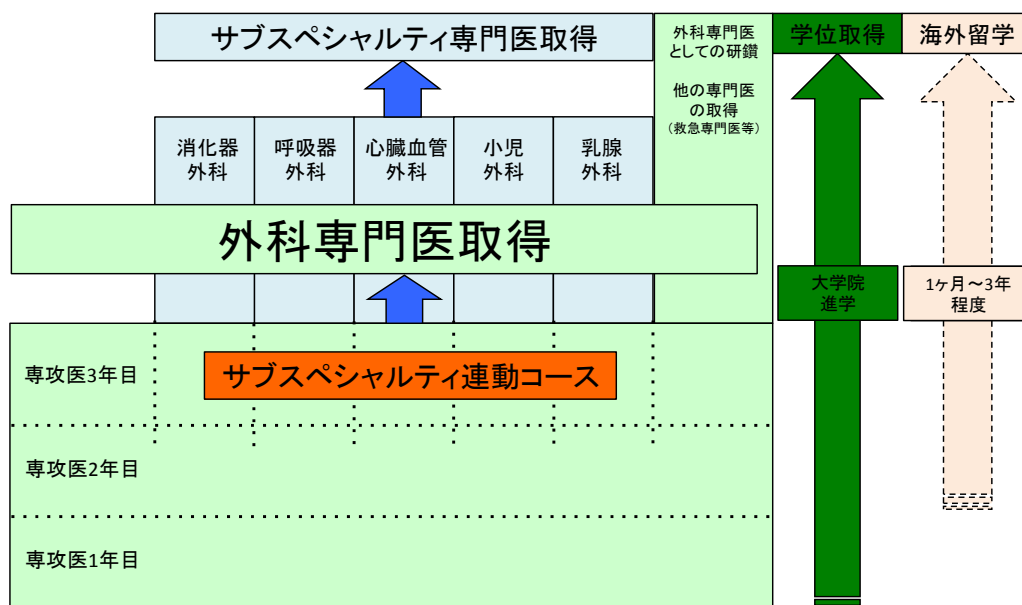 サブスペシャルティ専門医取得
外科専門医
としての研鑽
他の専門医
の取得
（救急専門医等）
学位取得
海外留学
消化器
外科
呼吸器
外科
心臓血管
外科
小児
外科
乳腺
外科
外科専門医取得
大学院
進学
1ヶ月～3年
程度
専攻医3年目
サブスペシャルティ連動コース
専攻医2年目
専攻医1年目